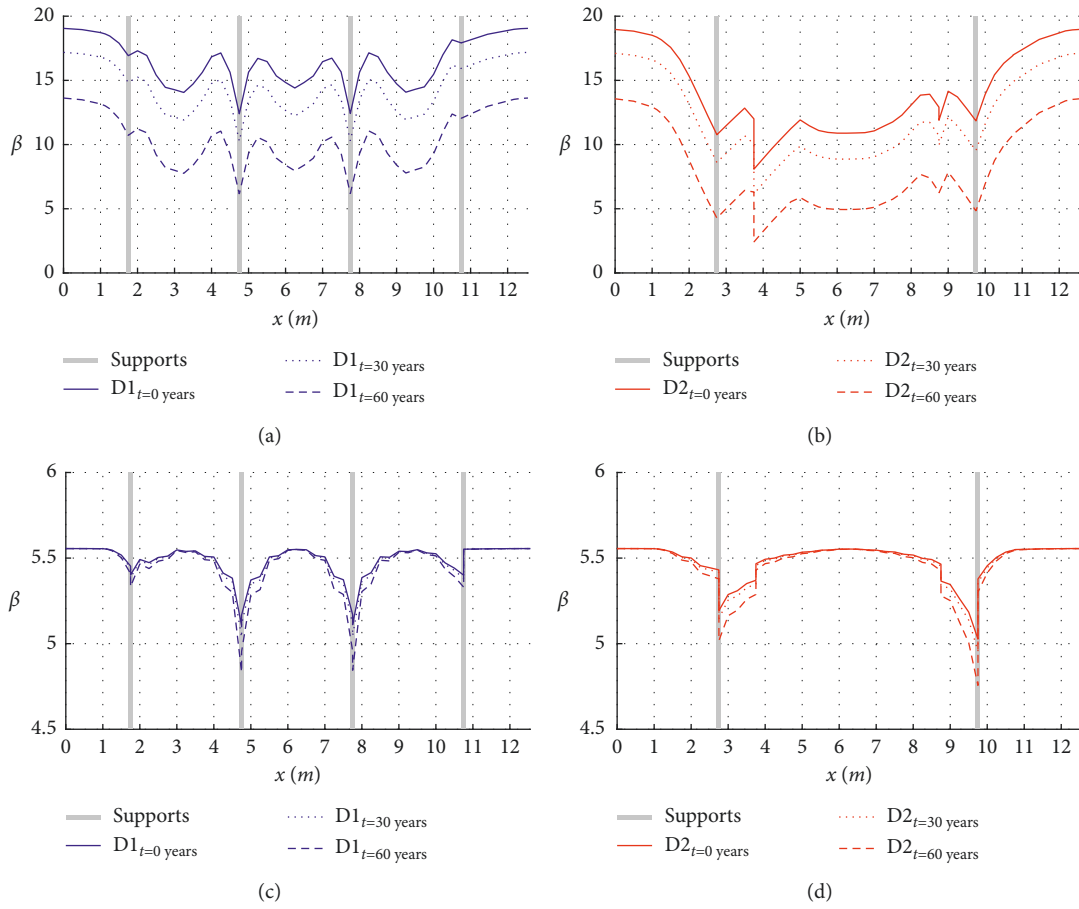 20
15
10
5
0
β
0 1 2 3 4 5 6 7 8 9 10 11 12
x (m)
Supports
D1t=0 years
D1t=30 years
D1t=60 years
(a)
20
15
10
5
0
β
0 1 2 3 4 5 6 7 8 9 10 11 12
x (m)
Supports
D2t=0 years
D2t=30 years
D2t=60 years
(b)
6
5.5
5
4.5
β
0 1 2 3 4 5 6 7 8 9 10 11 12
x (m)
Supports
D1t=0 years
D1t=30 years
D1t=60 years
(c)
6
5.5
5
4.5
β
0 1 2 3 4 5 6 7 8 9 10 11 12
x (m)
Supports
D2t=0 years
D2t=30 years
D2t=60 years
(d)